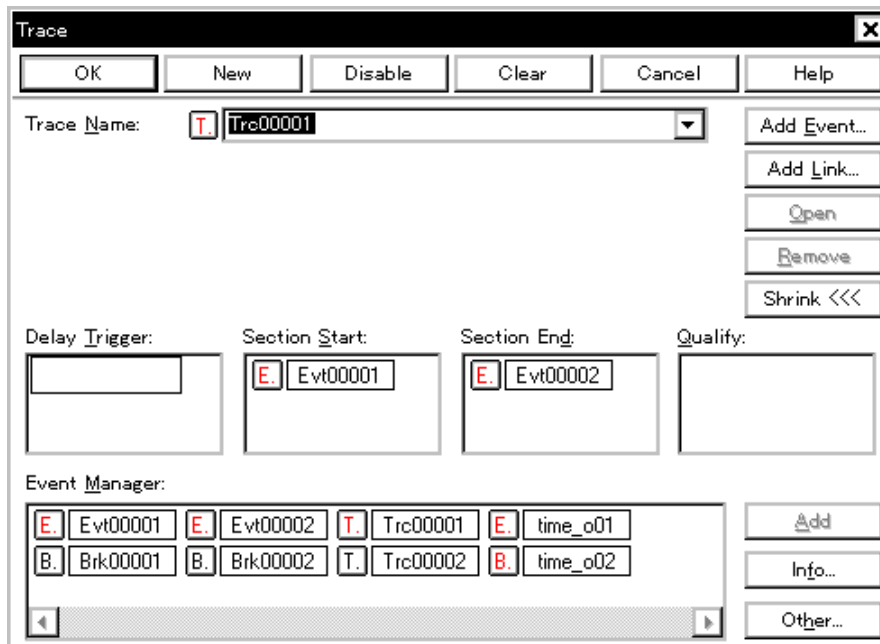 Trace
OK New Disable Clear Cancel Help
Trace Name: T. Trc00001 Add Event...
Add Link...
Open
Remove
Shrink <<<
Delay Trigger: Section Start: Section End: Qualify:
E. Evt00001 E. Evt00002
Event Manager:
E. Evt00001 E. Evt00002 T. Trc00001 E. time_o01 Add
B. Brk00001 B. Brk00002 T. Trc00002 B. time_o02 Info...
Other...